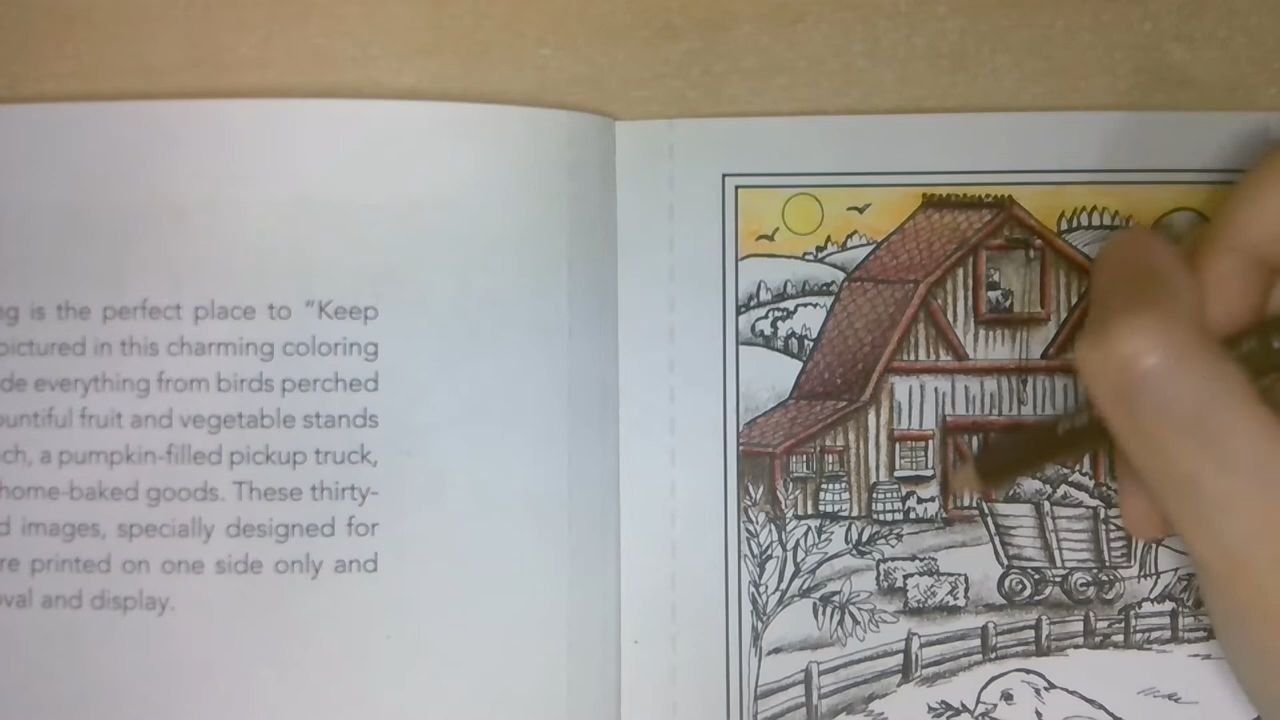 g is the perfect place to "Keep
pictured in this charming coloring
de everything from birds perched
ountiful fruit and vegetable stands
ch, a pumpkin-filled pickup truck,
home-baked goods. These thirty-
d images, specially designed for
re printed on one side only and
oval and display.